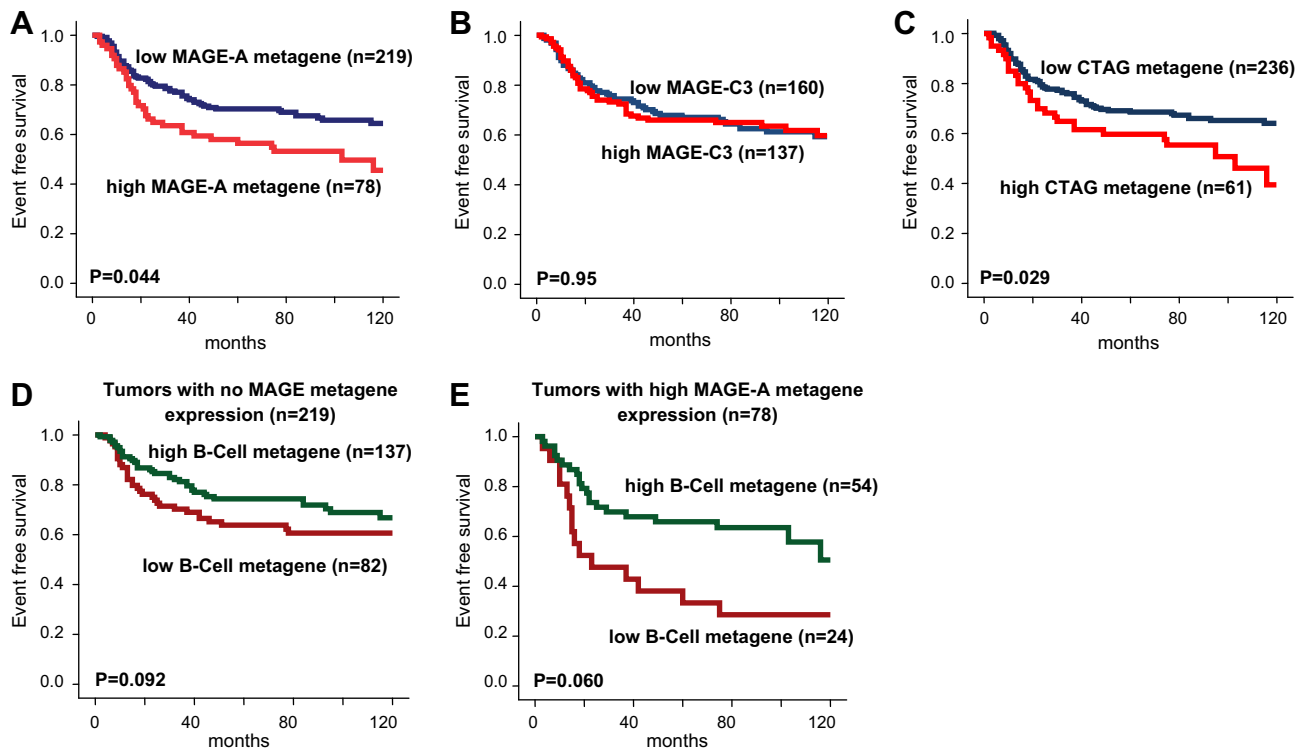 A
Event free survival
1.0
0.8
0.6
0.4
0.2
0.0
low MAGE-A metagene (n=219)
high MAGE-A metagene (n=78)
P=0.044
0 40 80 120
months
B
Event free survival
1.0
0.8
0.6
0.4
0.2
0.0
low MAGE-C3 (n=160)
high MAGE-C3 (n=137)
P=0.95
0 40 80 120
months
C
Event free survival
1.0
0.8
0.6
0.4
0.2
0.0
low CTAG metagene (n=236)
high CTAG metagene (n=61)
P=0.029
0 40 80 120
months
D
Tumors with no MAGE metagene
expression (n=219)
Event free survival
1.0
0.8
0.6
0.4
0.2
0.0
high B-Cell metagene (n=137)
low B-Cell metagene (n=82)
P=0.092
0 40 80 120
months
E
Tumors with high MAGE-A metagene
expression (n=78)
Event free survival
1.0
0.8
0.6
0.4
0.2
0.0
high B-Cell metagene (n=54)
low B-Cell metagene (n=24)
P=0.060
0 40 80 120
months